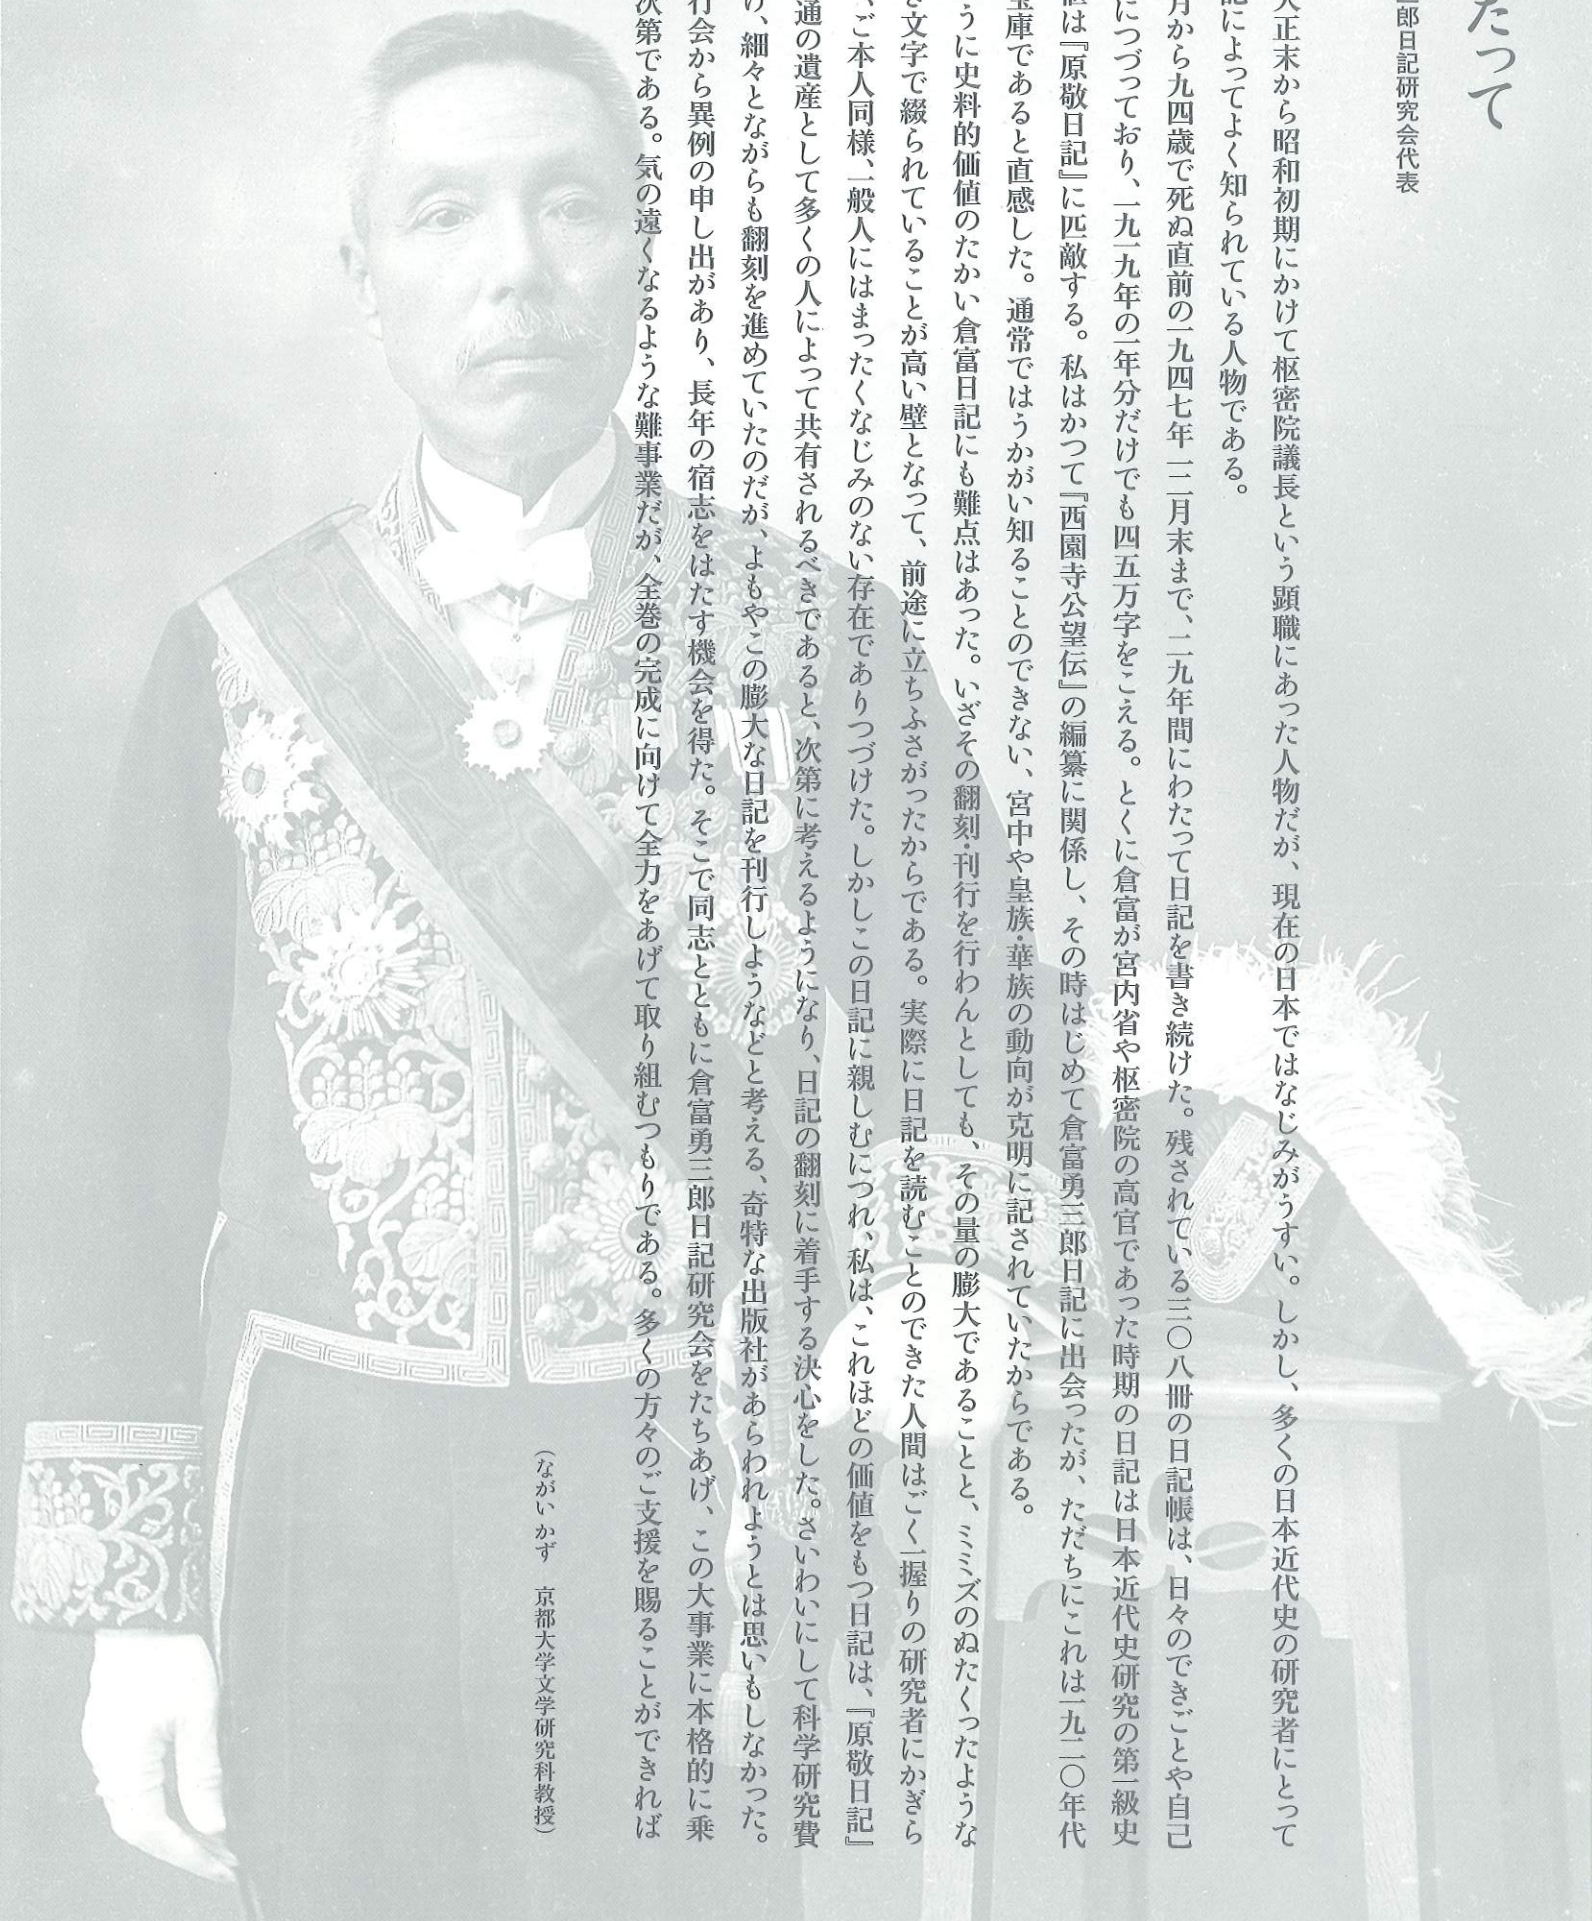 たって
郎日記研究会代表
大正末から昭和初期にかけて枢密院議長という顕職にあった人物だが、現在の日本ではなじみがうすい。しかし、多くの日本近代史の研究者にとって
記によってよく知られている人物である。
月から九四歳で死ぬ直前の一九四七年一二月末まで、二九年間にわたって日記を書き続けた。残されている三〇八冊の日記帳は、日々のできごとや自己
につづっており、一九一九年の一年分だけでも四五万字をこえる。とくに倉富が宮内省や枢密院の高官であった時期の日記は日本近代史研究の第一級史
値は『原敬日記』に匹敵する。私はかつて『西園寺公望伝』の編纂に関係し、その時はじめて倉富勇三郎日記に出会ったが、ただちにこれは一九二〇年代
宝庫であると直感した。通常ではうかがい知ることのできない、宮中や皇族・華族の動向が克明に記されていたからである。
うに史料的価値のたかい倉富日記にも難点はあった。いざその翻刻・刊行を行わんとしても、その量の膨大であることと、ミミズのぬたくったような
き文字で綴られていることが高い壁となって、前途に立ちふさがったからである。実際に日記を読むことのできた人間はごく一握りの研究者にかぎら
、ご本人同様、一般人にはまったくなじみのない存在でありつづけた。しかしこの日記に親しむにつれ、私は、これほどの価値をもつ日記は、『原敬日記』
通の遺産として多くの人によって共有されるべきであると、次第に考えるようになり、日記の翻刻に着手する決心をした。さいわいにして科学研究費
け、細々とながらも翻刻を進めていたのだが、よもやこの膨大な日記を刊行しようなどと考える、奇特な出版社があらわれようとは思いもしなかった。
行会から異例の申し出があり、長年の宿志をはたす機会を得た。そこで同志とともに倉富勇三郎日記研究会をたちあげ、この大事業に本格的に乗
次第である。気の遠くなるような難事業だが、全巻の完成に向けて全力をあげて取り組むつもりである。多くの方々のご支援を賜ることができれば
（ながい かず　京都大学文学研究科教授）